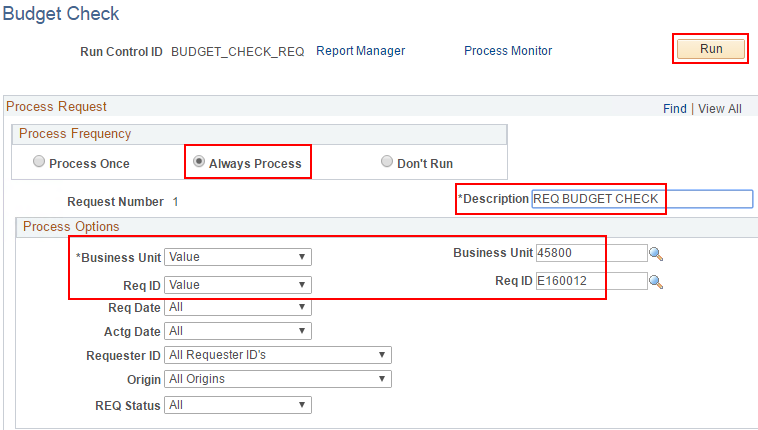 Budget Check
Run Control ID BUDGET_CHECK_REQ Report Manager Process Monitor Run
Process Request Find | View All
Process Frequency
Process Once Always Process Don't Run
Request Number 1 *Description REQ BUDGET CHECK
Process Options
*Business Unit Value Business Unit 45800
Req ID Value Req ID E160012
Req Date All
Actg Date All
Requester ID All Requester ID's
Origin All Origins
REQ Status All